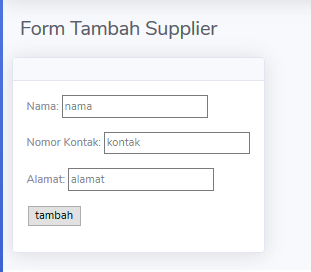 Form Tambah Supplier
Nama: nama
Nomor Kontak: kontak
Alamat: alamat
tambah